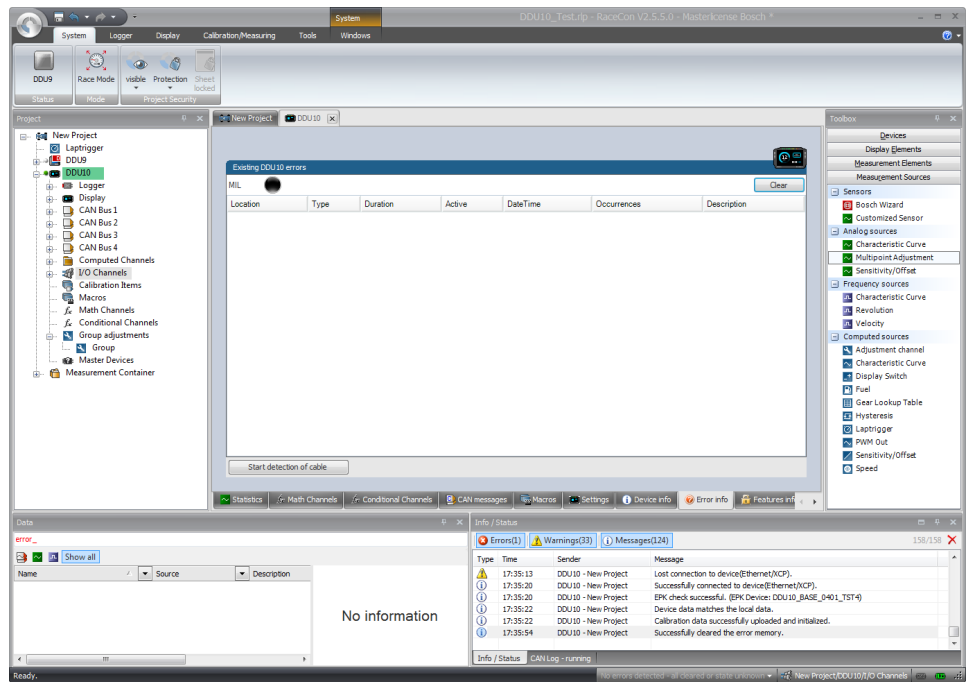 System
DDU10_Test.rlp - RaceCon V2.5.5.0 - Masterlicense Bosch *
System Logger Display Calibration/Measuring Tools Windows
DDU9 Race Mode visible Protection Sheet locked
Status Mode Project Security
Project
New Project
Laptrigger
DDU9
DDU10
Logger
Display
CAN Bus 1
CAN Bus 2
CAN Bus 3
CAN Bus 4
Computed Channels
I/O Channels
Calibration Items
Macros
Math Channels
Conditional Channels
Group adjustments
Group
Master Devices
Measurement Container
New Project DDU10
Existing DDU10 errors
MIL
Clear
Location Type Duration Active DateTime Occurrences Description
Start detection of cable
Statistics Math Channels Conditional Channels CAN messages Macros Settings Device info Error info Features inf
Toolbox
Devices
Display Elements
Measurement Elements
Measurement Sources
Sensors
Bosch Wizard
Customized Sensor
Analog sources
Characteristic Curve
Multipoint Adjustment
Sensitivity/Offset
Frequency sources
Characteristic Curve
Revolution
Velocity
Computed sources
Adjustment channel
Characteristic Curve
Display Switch
Fuel
Gear Lookup Table
Hysteresis
Laptrigger
PWM Out
Sensitivity/Offset
Speed
Data
error_
Show all
Name Source Description
No information
Info / Status
Errors(1) Warnings(33) Messages(124) 158/158
Type Time Sender Message
17:35:13 DDU10 - New Project Lost connection to device(Ethernet/XCP).
17:35:20 DDU10 - New Project Successfully connected to device(Ethernet/XCP).
17:35:20 DDU10 - New Project EPK check successful. (EPK Device: DDU10_BASE_0401_TST4)
17:35:22 DDU10 - New Project Device data matches the local data.
17:35:22 DDU10 - New Project Calibration data successfully uploaded and initialized.
17:35:54 DDU10 - New Project Successfully cleared the error memory.
Info / Status CAN Log - running
Ready.
No errors detected - all cleared or state unknown New Project/DDU10/I/O Channels